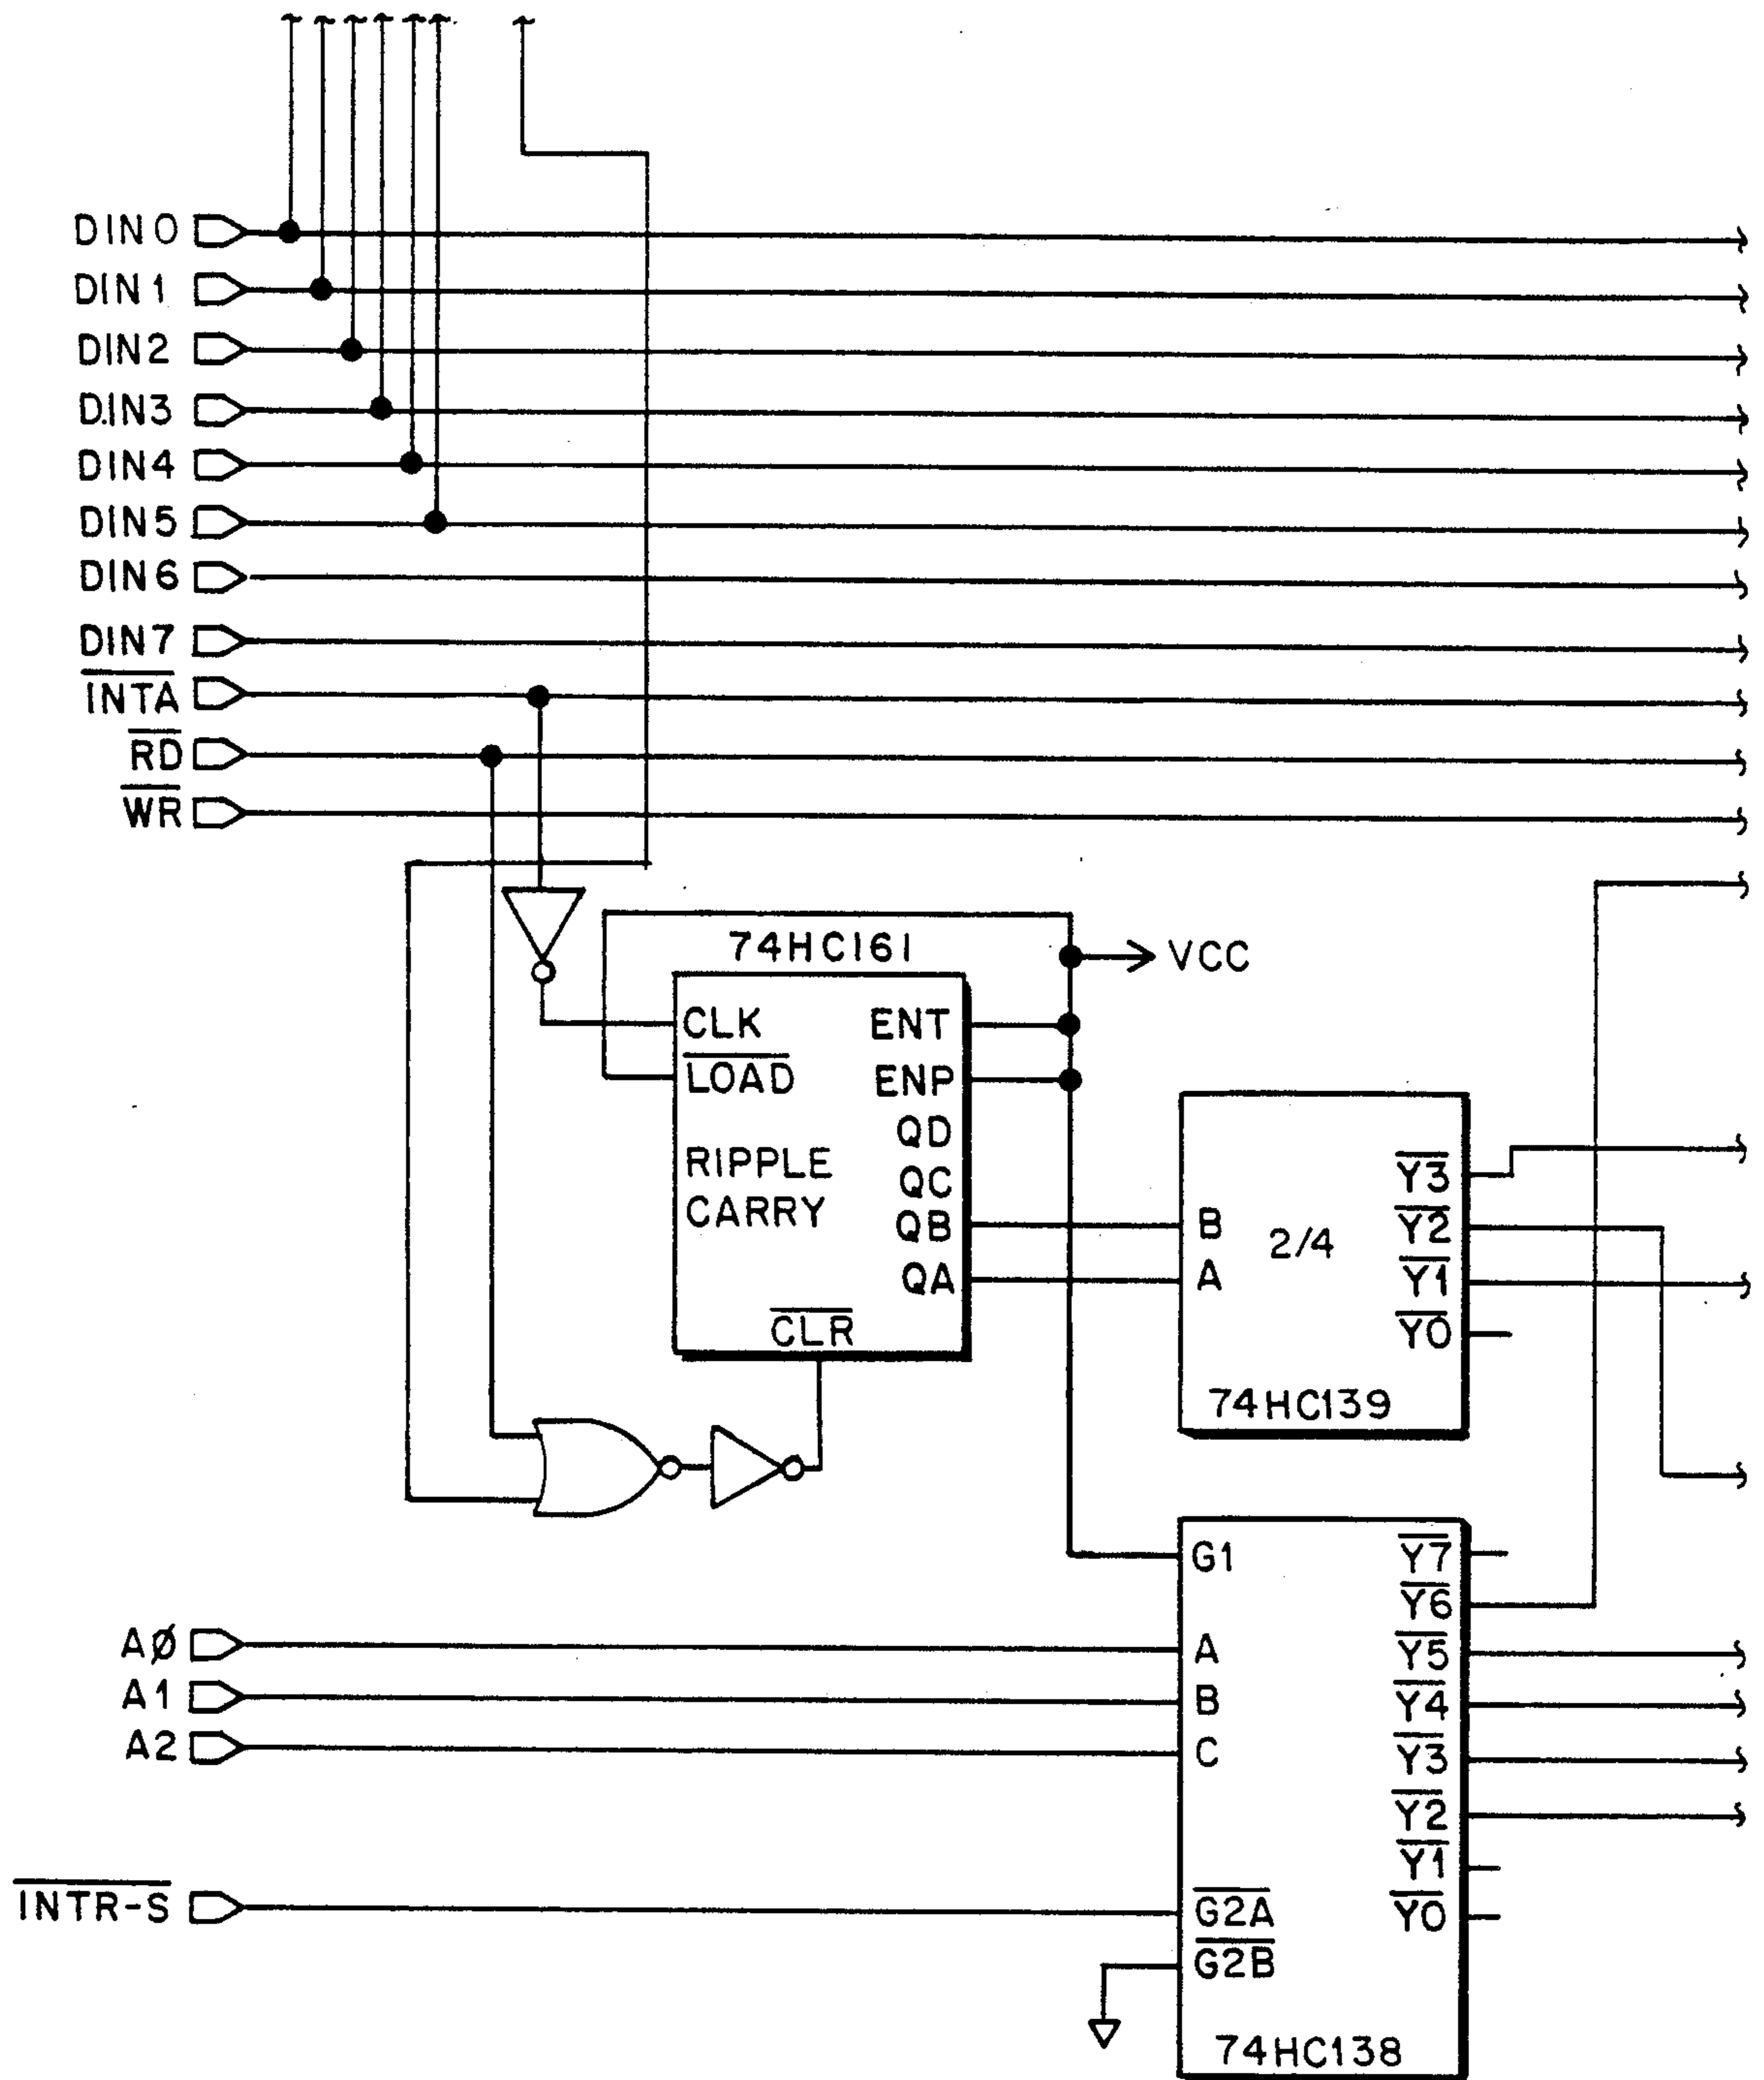 DIN0
DIN1
DIN2
D.IN3
DIN4
DIN5
DIN6
DIN7
INTA
RD
WR
74HC161
VCC
CLK
ENT
LOAD
ENP
QD
RIPPLE
CARRY
QC
QB
QA
CLR
Y3
B
2/4
Y2
A
Y1
Y0
74HC139
G1
Y7
Y6
AØ
A
Y5
A1
B
Y4
A2
C
Y3
Y2
Y1
INTR-S
G2A
Y0
G2B
74HC138